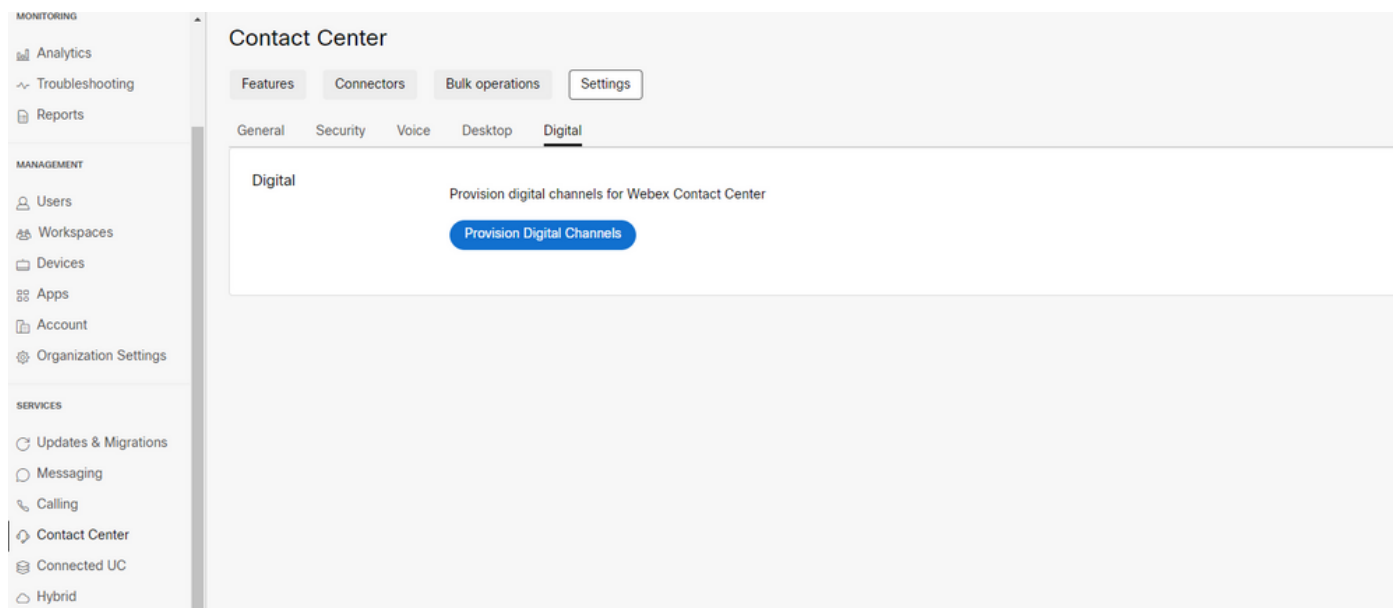 MONITORING
Analytics
Troubleshooting
Reports
MANAGEMENT
Users
Workspaces
Devices
Apps
Account
Organization Settings
SERVICES
Updates & Migrations
Messaging
Calling
Contact Center
Connected UC
Hybrid
Contact Center
Features Connectors Bulk operations Settings
General Security Voice Desktop Digital
Digital
Provision digital channels for Webex Contact Center
Provision Digital Channels